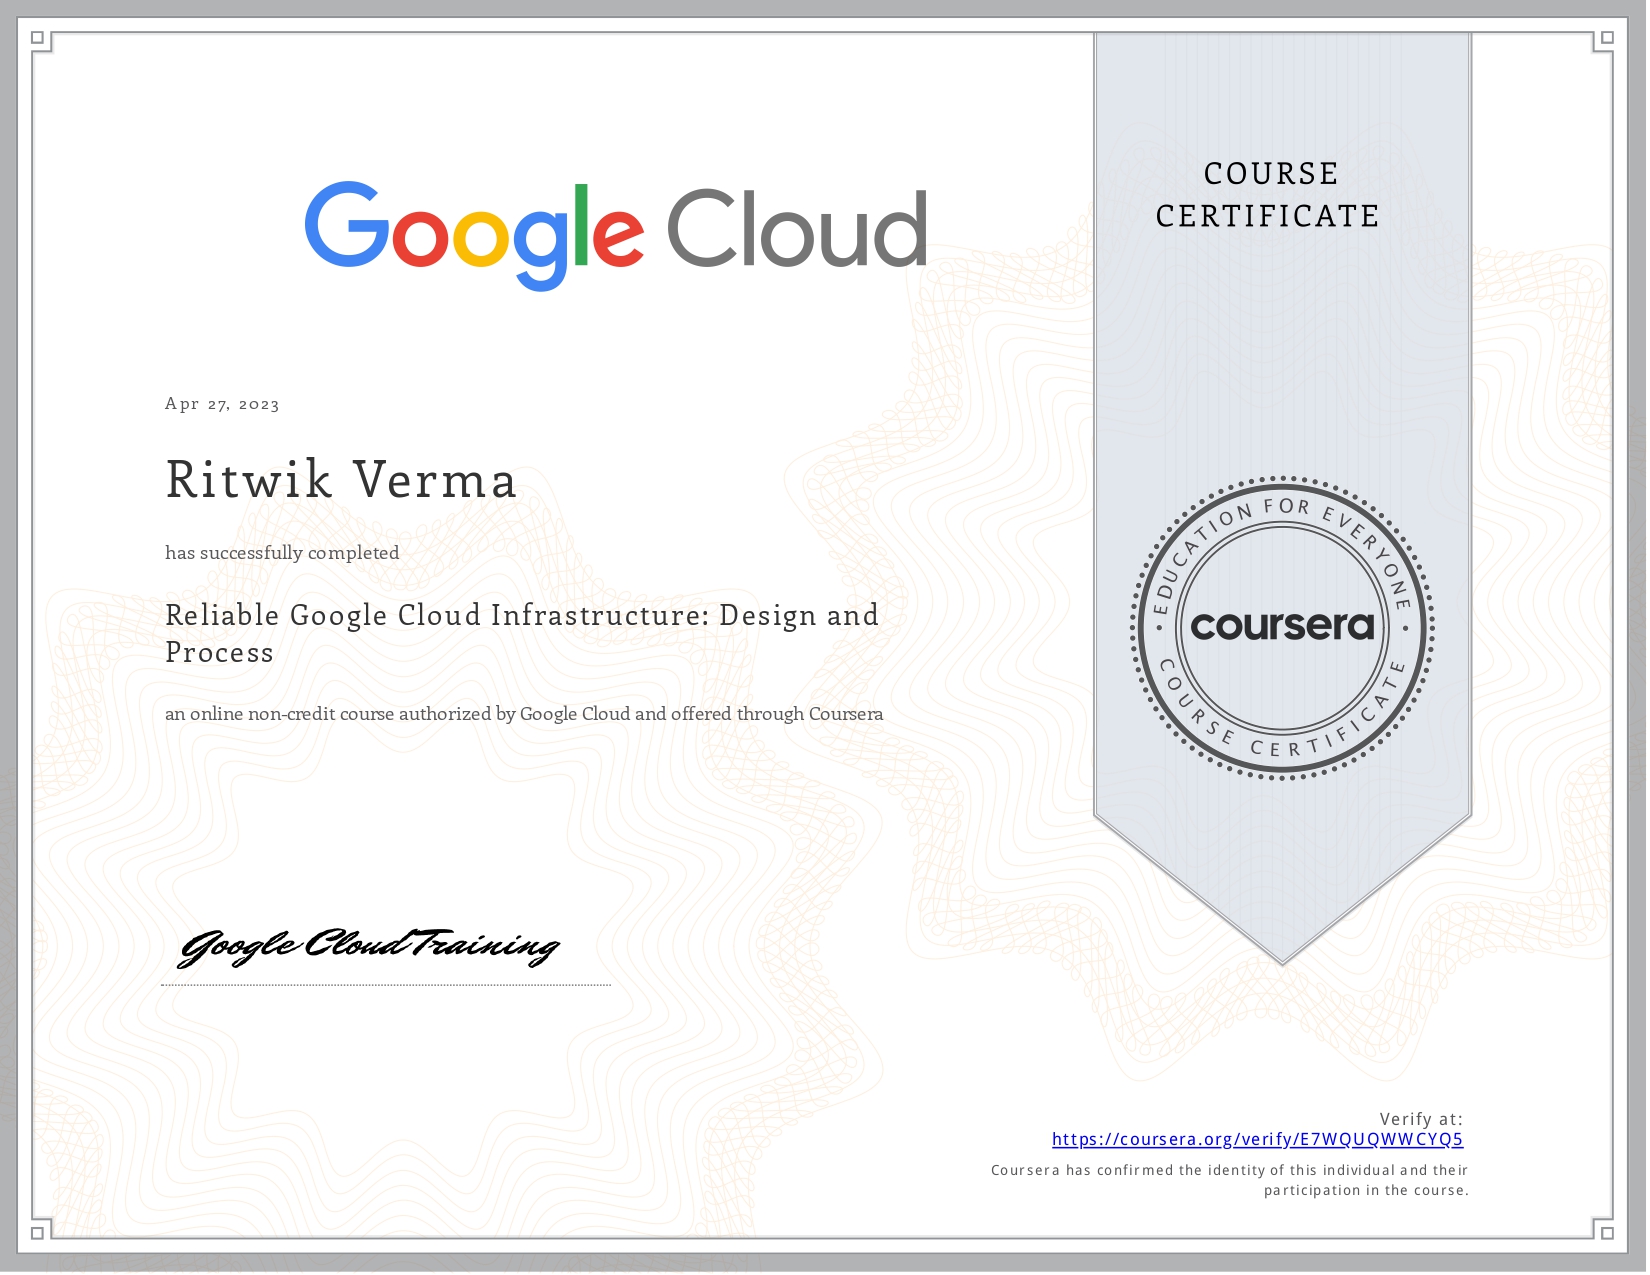 Google Cloud
COURSE
CERTIFICATE
Apr 27, 2023
Ritwik Verma
has successfully completed
Reliable Google Cloud Infrastructure: Design and
Process
an online non-credit course authorized by Google Cloud and offered through Coursera
EDUCATION FOR EVERYONE
coursera
COURSE CERTIFICATE
Google Cloud Training
Verify at:
https://coursera.org/verify/E7WQUQWWCYQ5
Coursera has confirmed the identity of this individual and their
participation in the course.